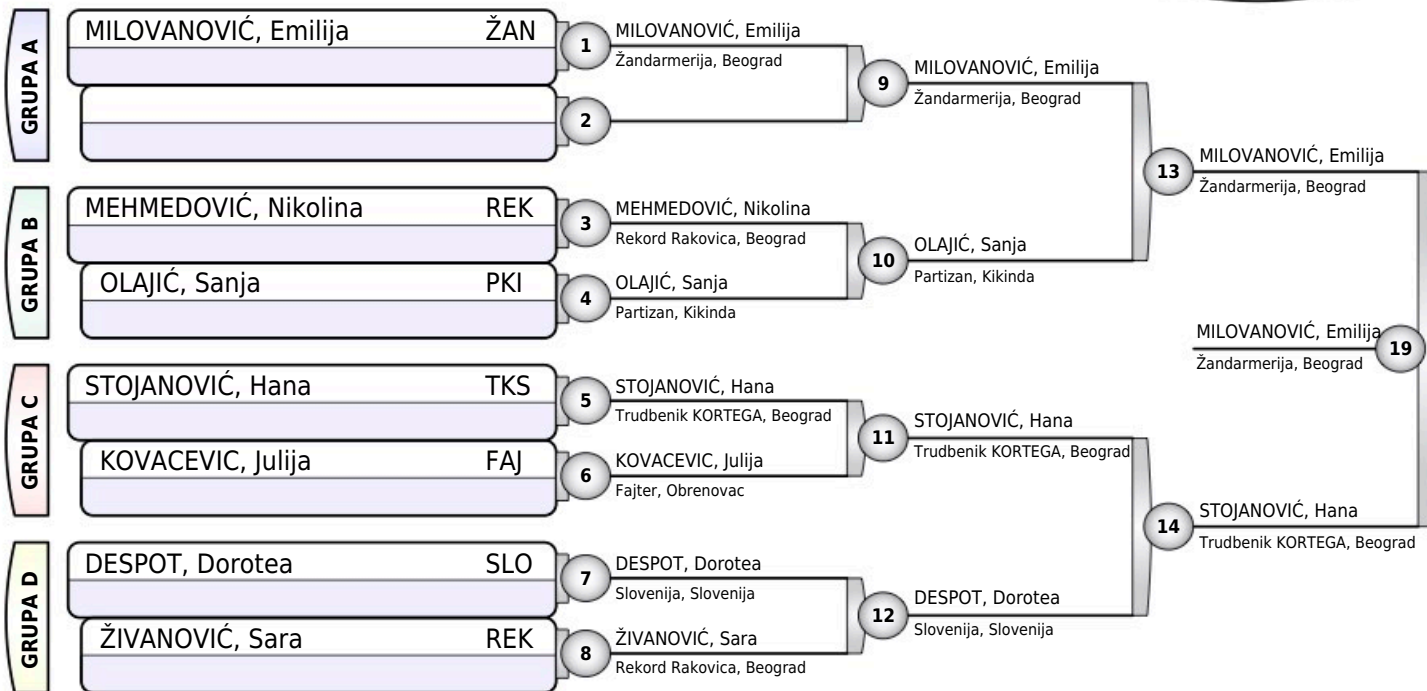 GRUPA A
MILOVANOVIĆ, Emilija ŽAN
1
MILOVANOVIĆ, Emilija
Žandarmerija, Beograd
2
9
MILOVANOVIĆ, Emilija
Žandarmerija, Beograd
GRUPA B
MEHMEDOVIĆ, Nikolina REK
3
MEHMEDOVIĆ, Nikolina
Rekord Rakovica, Beograd
OLAJIĆ, Sanja PKI
4
OLAJIĆ, Sanja
Partizan, Kikinda
10
OLAJIĆ, Sanja
Partizan, Kikinda
13
MILOVANOVIĆ, Emilija
Žandarmerija, Beograd
GRUPA C
STOJANOVIĆ, Hana TKS
5
STOJANOVIĆ, Hana
Trudbenik KORTEGA, Beograd
KOVACEVIC, Julija FAJ
6
KOVACEVIC, Julija
Fajter, Obrenovac
11
STOJANOVIĆ, Hana
Trudbenik KORTEGA, Beograd
GRUPA D
DESPOT, Dorotea SLO
7
DESPOT, Dorotea
Slovenija, Slovenija
ŽIVANOVIĆ, Sara REK
8
ŽIVANOVIĆ, Sara
Rekord Rakovica, Beograd
12
DESPOT, Dorotea
Slovenija, Slovenija
14
STOJANOVIĆ, Hana
Trudbenik KORTEGA, Beograd
MILOVANOVIĆ, Emilija
Žandarmerija, Beograd
19